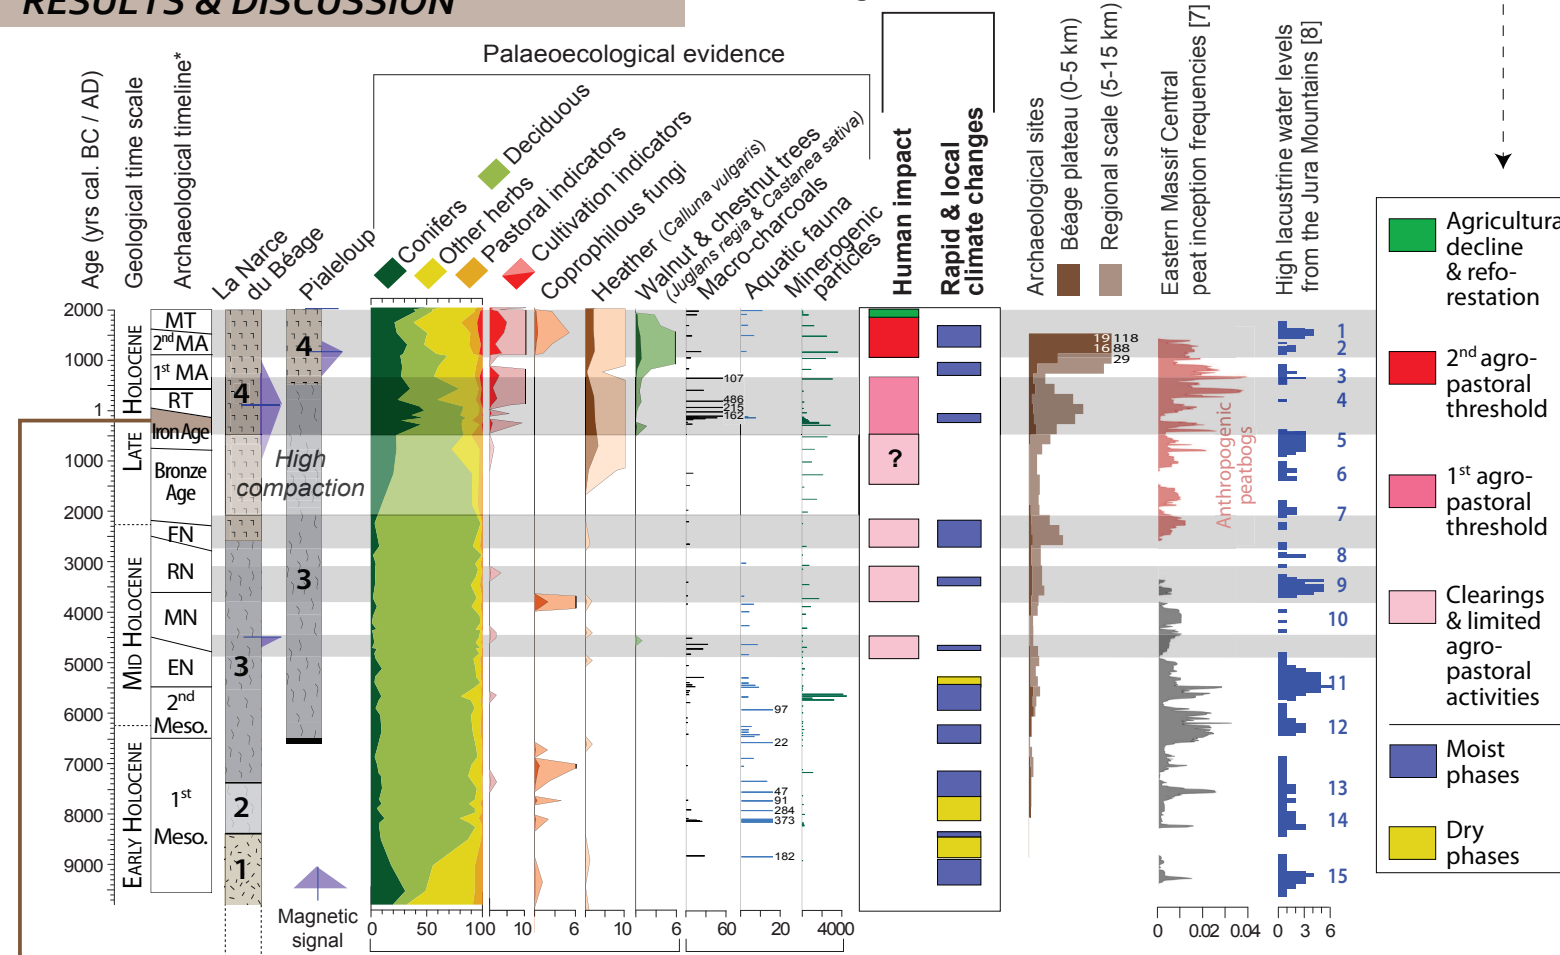 RESULTS & DISCUSSION
Palaeoecological evidence
Age (yrs cal. BC / AD)
Geological time scale
Archaeological timeline*
La Narce
du Béage
Pialeloup
Conifers
Deciduous
Other herbs
Pastoral indicators
Cultivation indicators
Coprophilous fungi
Heather (Calluna vulgaris)
Walnut & chestnut trees
(Juglans regia & Castanea sativa)
Macro-charcoals
Aquatic fauna
Minerogenic
particles
Human impact
Rapid & local
climate changes
Archaeological sites
Béage plateau (0-5 km)
Regional scale (5-15 km)
Eastern Massif Central
peat inception frequencies [7]
High lacustrine water levels
from the Jura Mountains [8]
2000
1000
1
1000
2000
3000
4000
5000
6000
7000
8000
9000
LATE HOLOCENE
MID HOLOCENE
EARLY HOLOCENE
MT
2nd MA
1st MA
RT
Iron Age
Bronze
Age
FN
RN
MN
EN
2nd
Meso.
1st
Meso.
4
3
2
1
4
3
High
compaction
Magnetic
signal
107
486
215
162
97
22
47
91
284
373
182
?
19 118
16 88
29
Anthropogenic
peatbogs
1
2
3
4
5
6
7
8
9
10
11
12
13
14
15
0 50 100 10 6 10 6 60 20 4000
0 0.02 0.04
0 3 6
Agricultura
decline
& refo-
restation
2nd agro-
pastoral
threshold
1st agro-
pastoral
threshold
Clearings
& limited
agro-
pastoral
activities
Moist
phases
Dry
phases